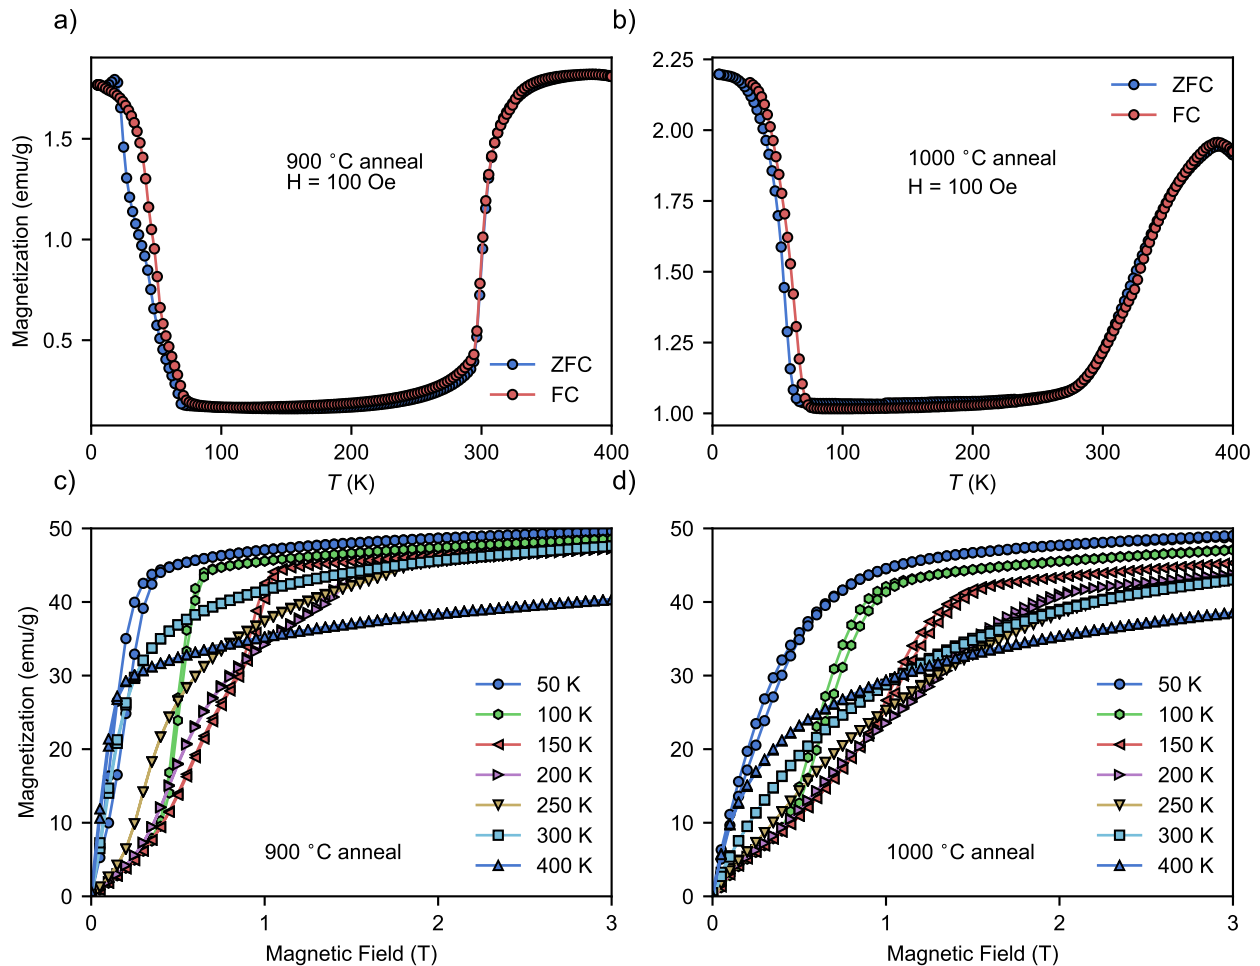 a)
Magnetization (emu/g)
1.5
1.0
0.5
900 °C anneal
H = 100 Oe
ZFC
FC
0
100
200
300
400
T (K)
b)
2.25
2.00
1.75
1.50
1.25
1.00
ZFC
FC
1000 °C anneal
H = 100 Oe
0
100
200
300
400
T (K)
c)
Magnetization (emu/g)
50
40
30
20
10
0
50 K
100 K
150 K
200 K
250 K
300 K
400 K
900 °C anneal
0
1
2
3
Magnetic Field (T)
d)
50
40
30
20
10
0
50 K
100 K
150 K
200 K
250 K
300 K
400 K
1000 °C anneal
0
1
2
3
Magnetic Field (T)